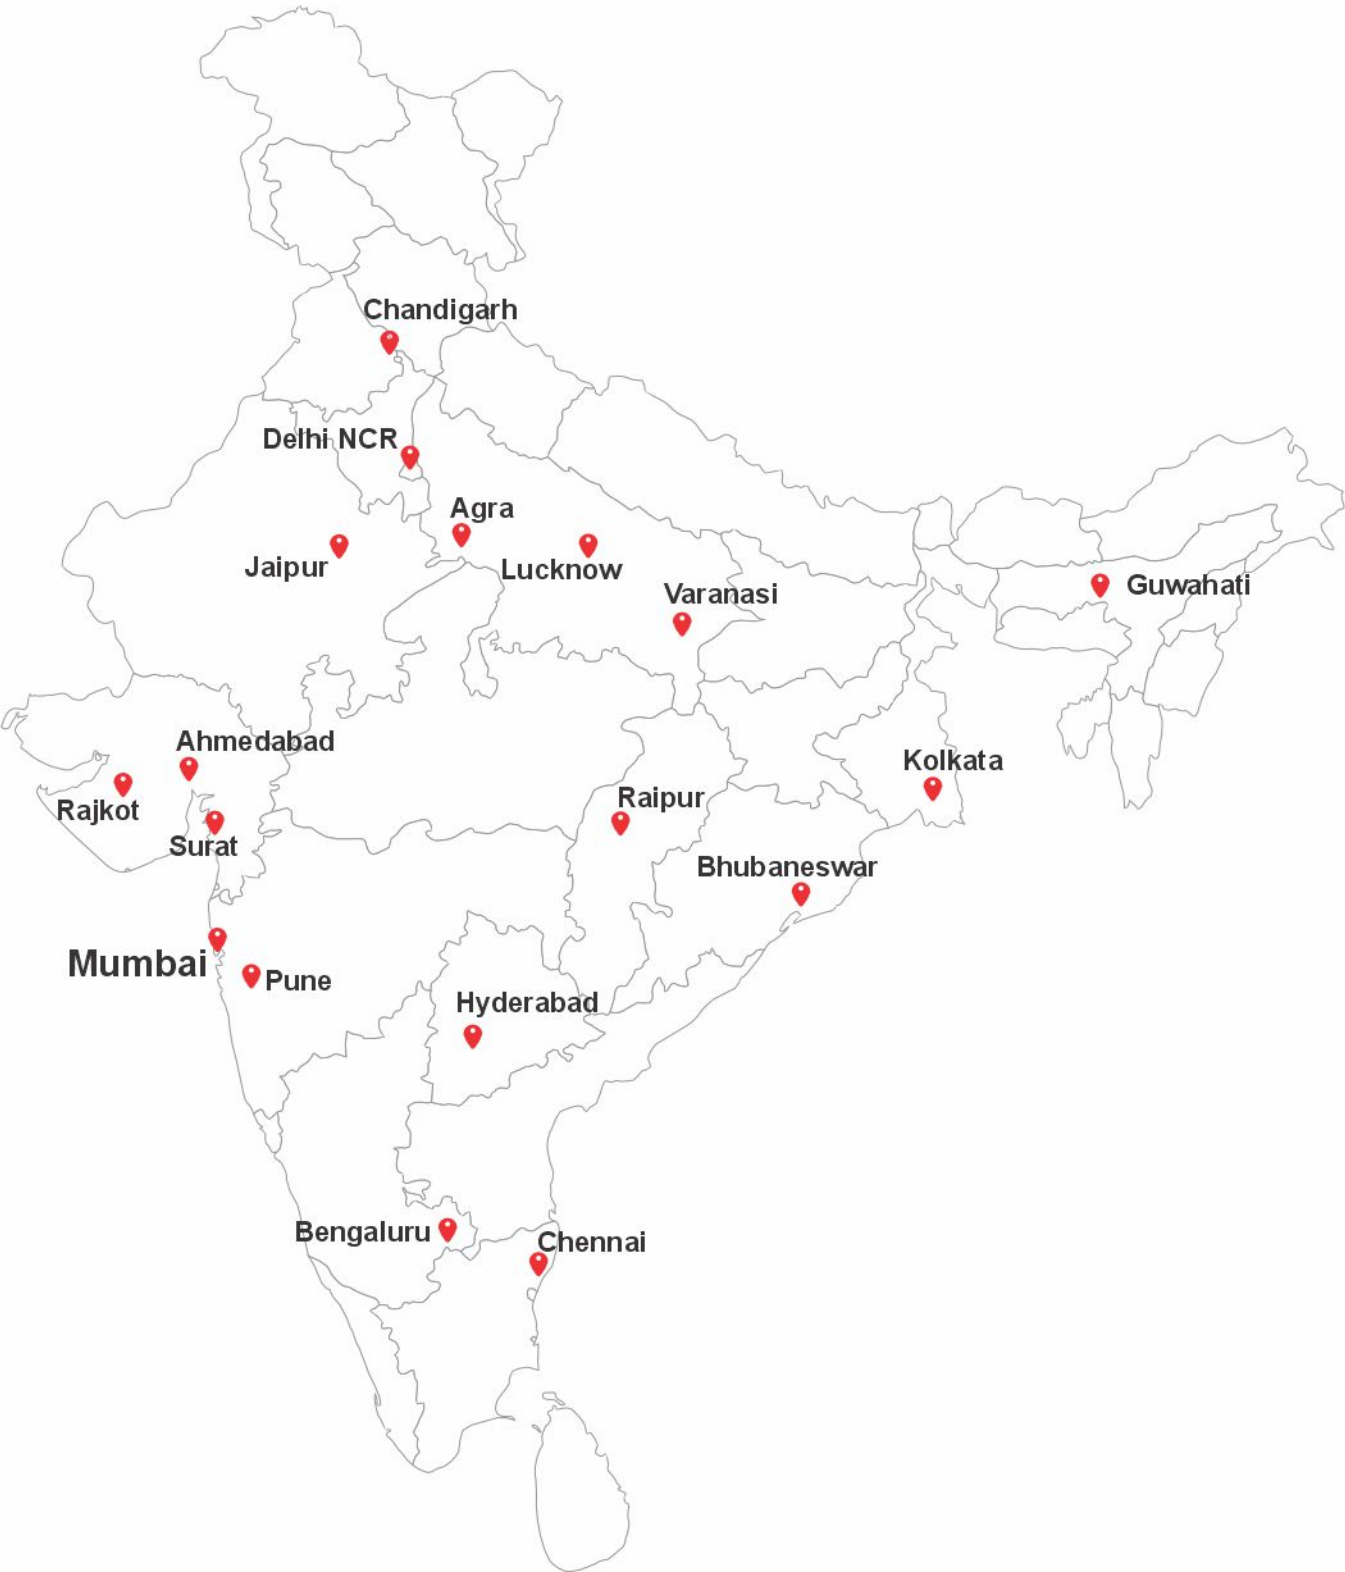 Chandigarh
Delhi NCR
Agra
Jaipur
Lucknow
Varanasi
Guwahati
Ahmedabad
Kolkata
Rajkot
Raipur
Surat
Bhubaneswar
Mumbai
Pune
Hyderabad
Bengaluru
Chennai